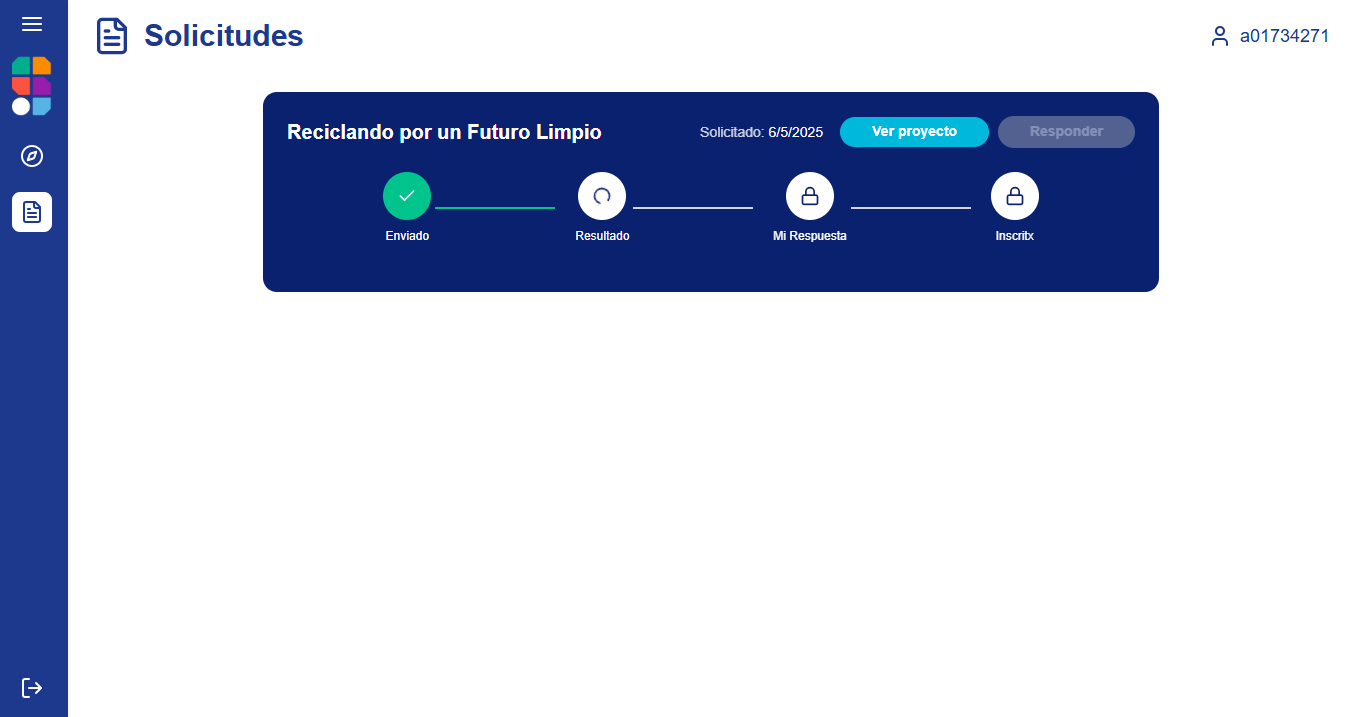 Solicitudes
a01734271
Reciclando por un Futuro Limpio
Solicitado: 6/5/2025
Ver proyecto
Responder
Enviado
Resultado
Mi Respuesta
Inscritx